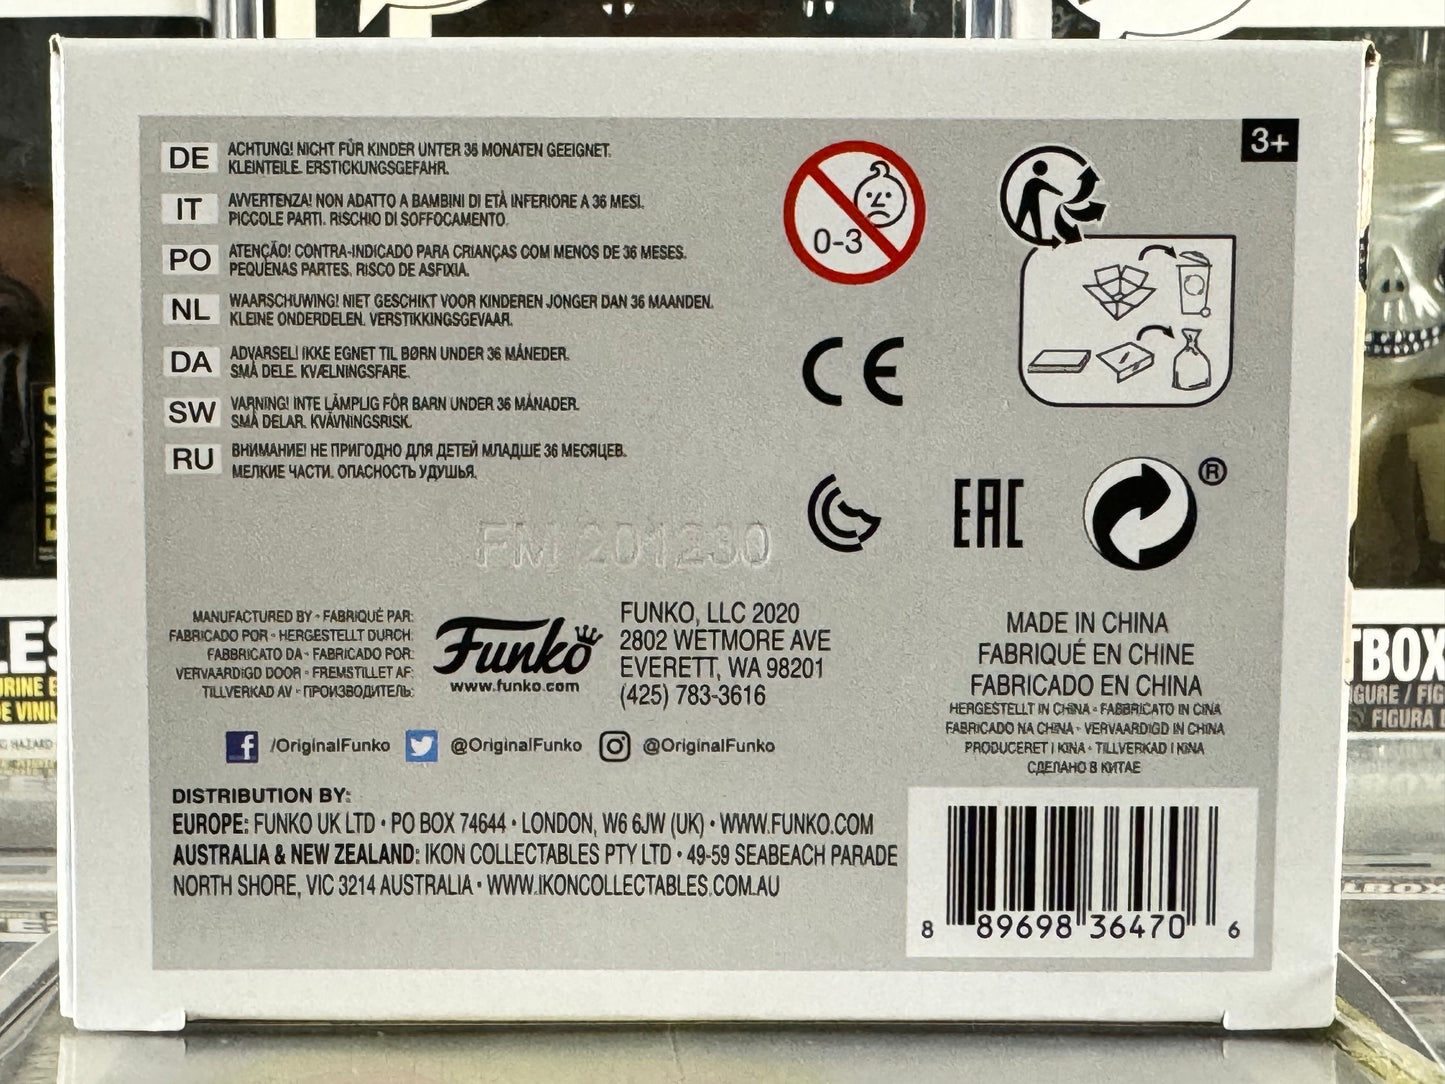 3+
DE ACHTUNG! NICHT FÜR KINDER UNTER 36 MONATEN GEEIGNET.
KLEINTEILE. ERSTICKUNGSGEFAHR.
IT AVVERTENZA! NON ADATTO A BAMBINI DI ETÀ INFERIORE A 36 MESI.
PICCOLE PARTI. RISCHIO DI SOFFOCAMENTO.
PO ATENÇÃO! CONTRA-INDICADO PARA CRIANÇAS COM MENOS DE 36 MESES.
PEQUENAS PARTES. RISCO DE ASFIXIA.
NL WAARSCHUWING! NIET GESCHIKT VOOR KINDEREN JONGER DAN 36 MAANDEN.
KLEINE ONDERDELEN. VERSTIKKINGSGEVAAR.
DA ADVARSEL! IKKE EGNET TIL BØRN UNDER 36 MÅNEDER.
SMÅ DELE. KVÆLNINGSFARE.
SW VARNING! INTE LÄMPLIG FÖR BARN UNDER 36 MÅNADER.
SMÅ DELAR. KVÄVNINGSRISK.
RU ВНИМАНИЕ! НЕ ПРИГОДНО ДЛЯ ДЕТЕЙ МЛАДШЕ 36 МЕСЯЦЕВ.
МЕЛКИЕ ЧАСТИ. ОПАСНОСТЬ УДУШЬЯ.
0-3
CE
EAC
®
FM 201230
MANUFACTURED BY • FABRIQUÉ PAR:
FABRICADO POR • HERGESTELLT DURCH:
FABBRICATO DA • FABRICADO POR:
VERVAARDIGD DOOR • FREMSTILLET AF:
TILLVERKAD AV • ПРОИЗВОДИТЕЛЬ:
Funko
www.funko.com
FUNKO, LLC 2020
2802 WETMORE AVE
EVERETT, WA 98201
(425) 783-3616
MADE IN CHINA
FABRIQUÉ EN CHINE
FABRICADO EN CHINA
HERGESTELLT IN CHINA • FABBRICATO IN CINA
FABRICADO NA CHINA • VERVAARDIGD IN CHINA
PRODUCERET I KINA • TILLVERKAD I KINA
СДЕЛАНО В КИТАЕ
/OriginalFunko @OriginalFunko @OriginalFunko
DISTRIBUTION BY:
EUROPE: FUNKO UK LTD • PO BOX 74644 • LONDON, W6 6JW (UK) • WWW.FUNKO.COM
AUSTRALIA & NEW ZEALAND: IKON COLLECTABLES PTY LTD • 49-59 SEABEACH PARADE
NORTH SHORE, VIC 3214 AUSTRALIA • WWW.IKONCOLLECTABLES.COM.AU
8 89698 36470 6
TBOX
FIGURA